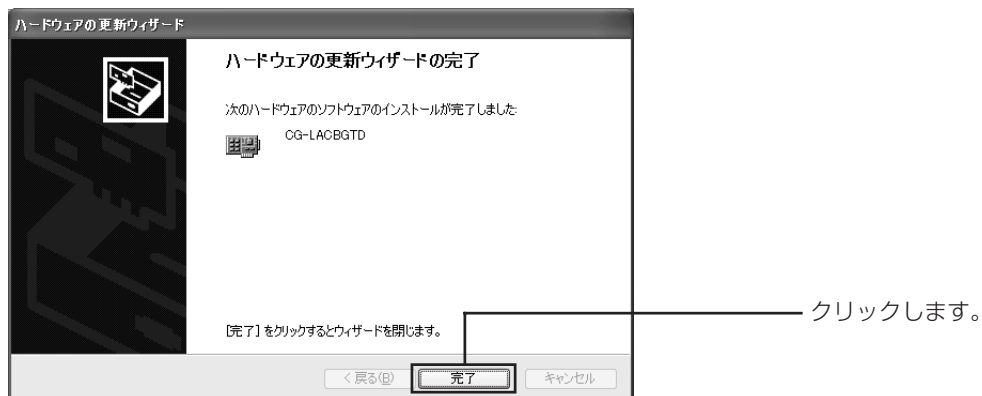 ハードウェアの更新ウィザード
ハードウェアの更新ウィザードの完了
次のハードウェアのソフトウェアのインストールが完了しました:
CG-LACBGTD
クリックします。
[完了] をクリックするとウィザードを閉じます。
< 戻る(B)
完了
キャンセル